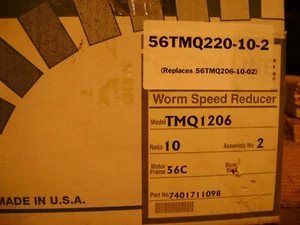 56TMQ220-10-2
(Replaces 56TMQ206-10-02)
Worm Speed Reducer
Model TMQ1206
Ratio 10 Assembly No. 2
Motor Frame 56C
Part No. 7401711098
MADE IN U.S.A.